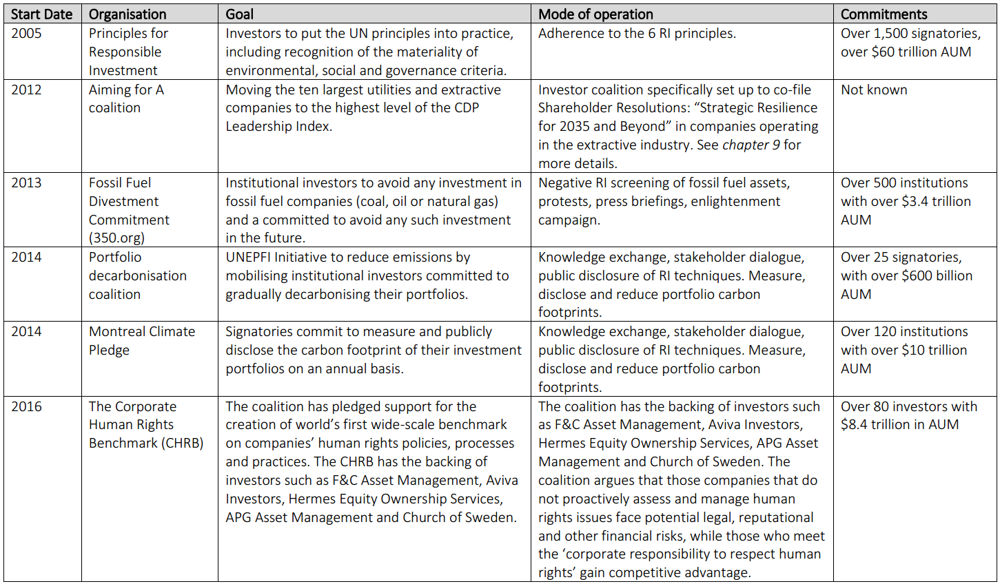 Start Date Organisation Goal Mode of operation Commitments
2005
Principles for
Responsible
Investment
Investors to put the UN principles into practice,
including recognition of the materiality of
environmental, social and governance criteria.
Adherence to the 6 RI principles.
Over 1,500 signatories,
over $60 trillion AUM
2012
Aiming for A
coalition
Moving the ten largest utilities and extractive
companies to the highest level of the CDP
Leadership Index.
Investor coalition specifically set up to co-file
Shareholder Resolutions: “Strategic Resilience
for 2035 and Beyond” in companies operating
in the extractive industry. See chapter 9 for
more details.
Not known
2013
Fossil Fuel
Divestment
Commitment
(350.org)
Institutional investors to avoid any investment in
fossil fuel companies (coal, oil or natural gas)
and a committed to avoid any such investment
in the future.
Negative RI screening of fossil fuel assets,
protests, press briefings, enlightenment
campaign.
Over 500 institutions
with over $3.4 trillion
AUM
2014
Portfolio
decarbonisation
coalition
UNEPFI Initiative to reduce emissions by
mobilising institutional investors committed to
gradually decarbonising their portfolios.
Knowledge exchange, stakeholder dialogue,
public disclosure of RI techniques. Measure,
disclose and reduce portfolio carbon
footprints.
Over 25 signatories,
with over $600 billion
AUM
2014
Montreal Climate
Pledge
Signatories commit to measure and publicly
disclose the carbon footprint of their investment
portfolios on an annual basis.
Knowledge exchange, stakeholder dialogue,
public disclosure of RI techniques. Measure,
disclose and reduce portfolio carbon
footprints.
Over 120 institutions
with over $10 trillion
AUM
2016
The Corporate
Human Rights
Benchmark (CHRB)
The coalition has pledged support for the
creation of world’s first wide-scale benchmark
on companies’ human rights policies, processes
and practices. The CHRB has the backing of
investors such as F&C Asset Management, Aviva
Investors, Hermes Equity Ownership Services,
APG Asset Management and Church of Sweden.
The coalition has the backing of investors such
as F&C Asset Management, Aviva Investors,
Hermes Equity Ownership Services, APG Asset
Management and Church of Sweden. The
coalition argues that those companies that do
not proactively assess and manage human
rights issues face potential legal, reputational
and other financial risks, while those who meet
the ‘corporate responsibility to respect human
rights’ gain competitive advantage.
Over 80 investors with
$8.4 trillion in AUM